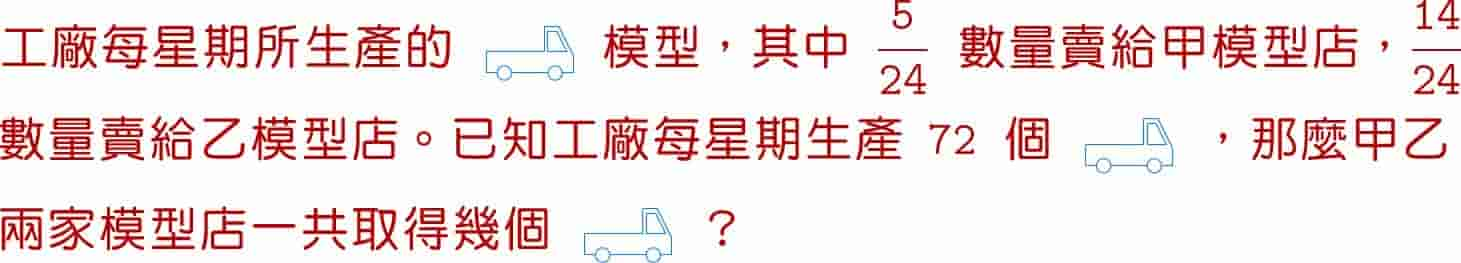 工廠每星期所生產的 模型,其中 5/24 數量賣給甲模型店,14/24
數量賣給乙模型店。已知工廠每星期生產 72 個 ,那麼甲乙
兩家模型店一共取得幾個 ?